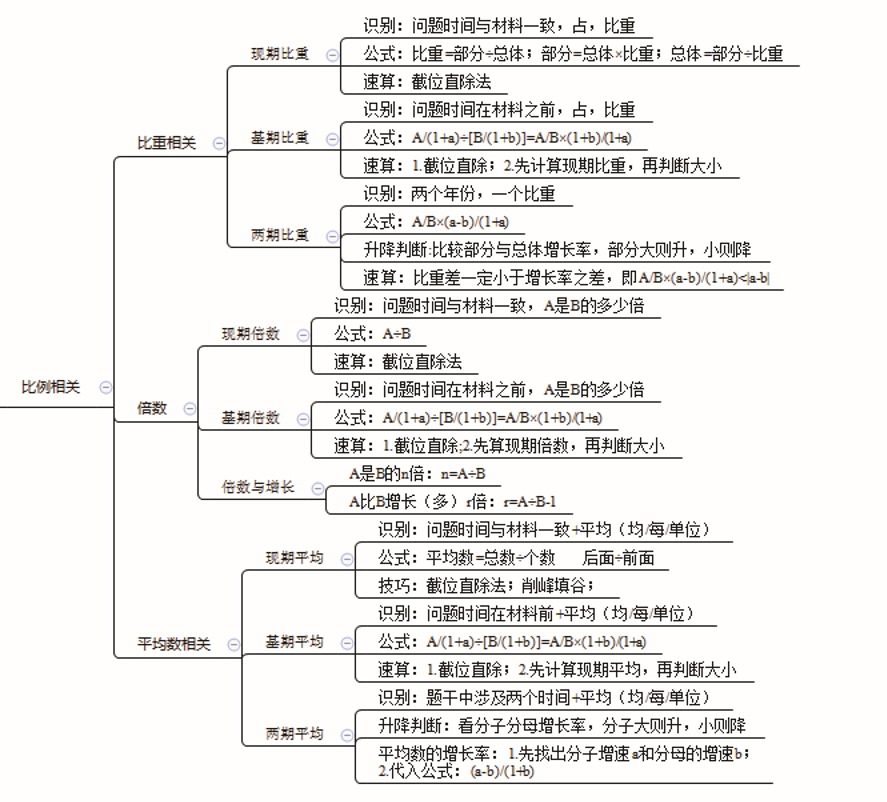 识别：问题时间与材料一致，占，比重
现期比重
公式：比重=部分÷总体；部分=总体×比重；总体=部分÷比重
速算：截位直除法
识别：问题时间在材料之前，占，比重
比重相关
基期比重
公式：A/(1+a)÷[B/(1+b)]=A/B×(1+b)/(1+a)
速算：1.截位直除；2.先计算现期比重，再判断大小
识别：两个年份，一个比重
公式：A/B×(a-b)/(1+a)
两期比重
升降判断:比较部分与总体增长率，部分大则升，小则降
速算：比重差一定小于增长率之差，即A/B×(a-b)/(1+a)<|a-b|
识别：问题时间与材料一致，A是B的多少倍
现期倍数
公式：A÷B
速算：截位直除法
比例相关
识别：问题时间在材料之前，A是B的多少倍
倍数
基期倍数
公式：A/(1+a)÷[B/(1+b)]=A/B×(1+b)/(1+a)
速算：1.截位直除;2.先算现期倍数，再判断大小
A是B的n倍：n=A÷B
倍数与增长
A比B增长（多）r倍：r=A÷B-1
识别：问题时间与材料一致+平均（均/每/单位）
现期平均
公式：平均数=总数÷个数 后面÷前面
技巧：截位直除法；削峰填谷；
识别：问题时间在材料前+平均（均/每/单位）
平均数相关
基期平均
公式：A/(1+a)÷[B/(1+b)]=A/B×(1+b)/(1+a)
速算：1.截位直除；2.先计算现期平均，再判断大小
识别：题干中涉及两个时间+平均（均/每/单位）
升降判断：看分子分母增长率，分子大则升，小则降
两期平均
平均数的增长率：1.先找出分子增速a和分母的增速b；
2.代入公式：(a-b)/(1+b)